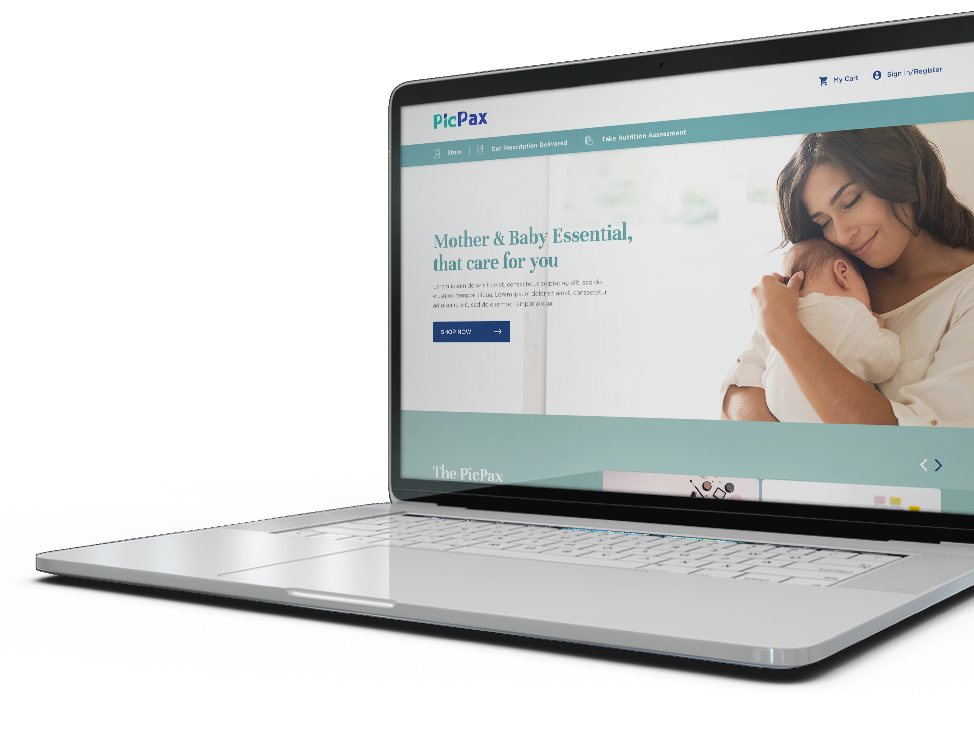 My Cart
Sign In/Register
PicPax
Store
Get Prescription Delivered
Take Nutrition Assessment
Mother & Baby Essential,
that care for you
Lorem ipsum dolor sit amet, consectetur adipiscing elit, sed do
eiusmod tempor aliqua. Lorem ipsum dolor sit amet, consectetur
adipiscing elit, sed do eiusmod tempor aliqua
SHOP NOW
The PicPax